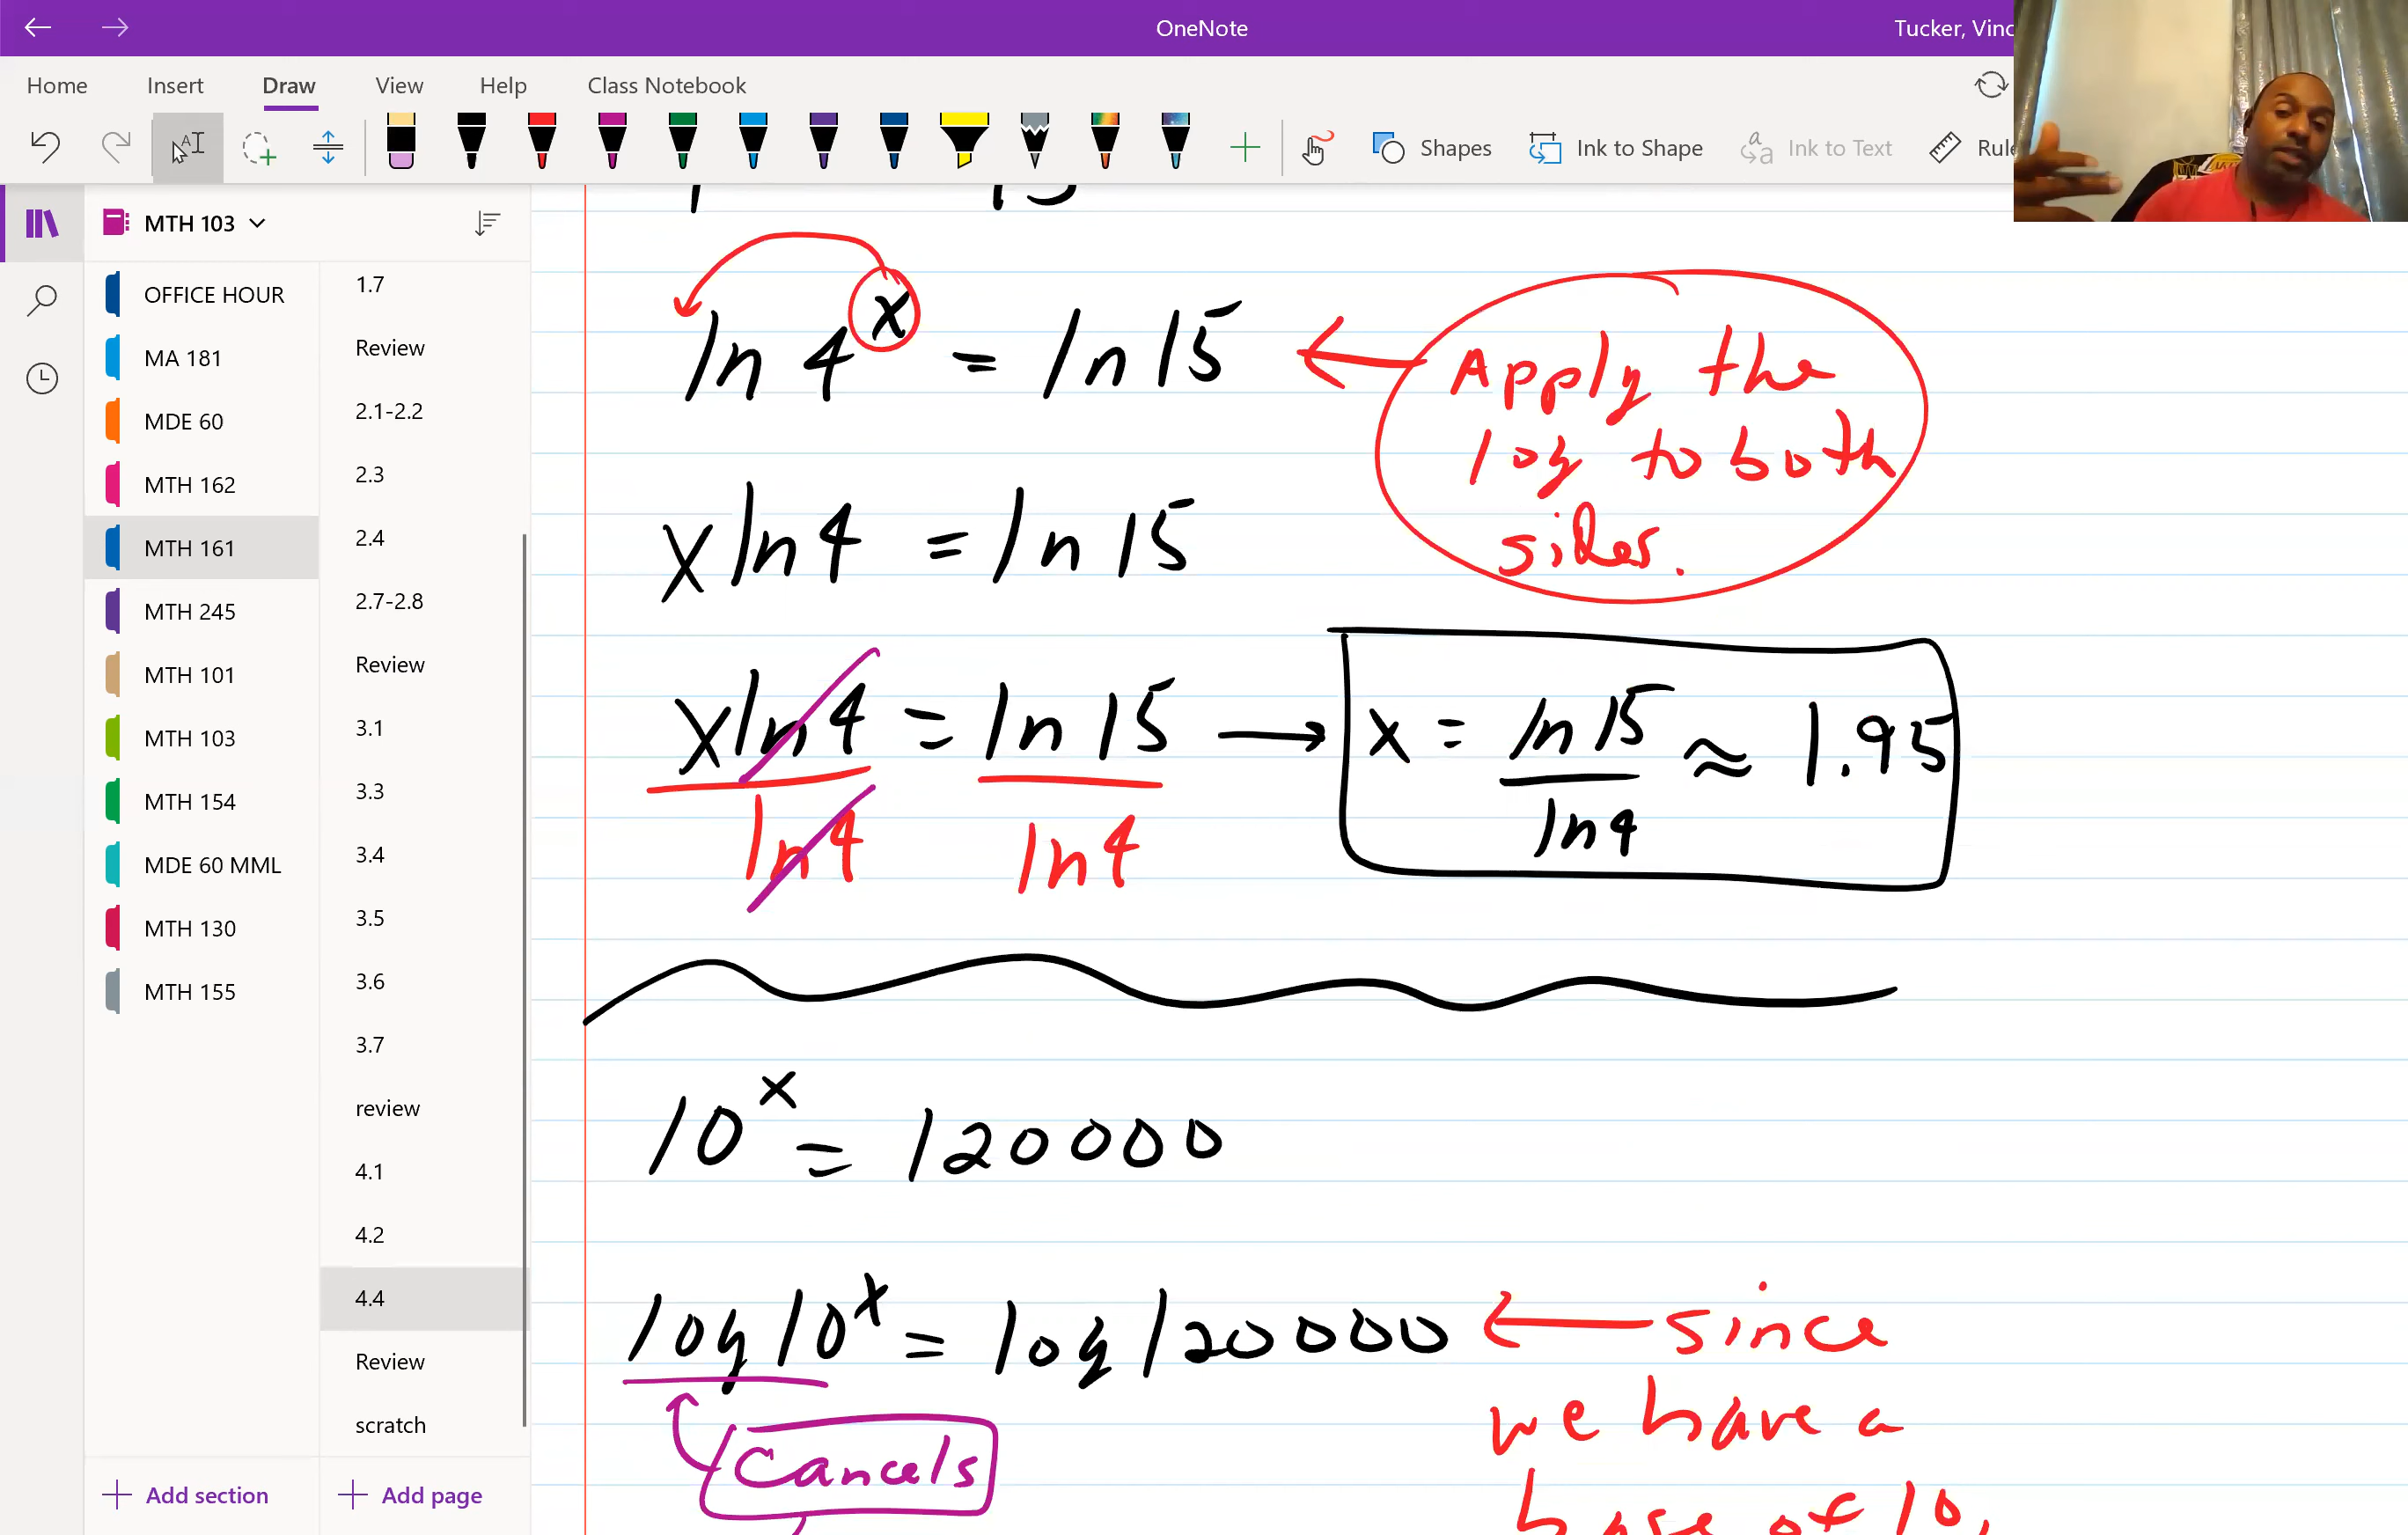 OneNote
Tucker, Vinc
Home Insert Draw View Help Class Notebook
Shapes Ink to Shape Ink to Text Rule
MTH 103
OFFICE HOUR
MA 181
MDE 60
MTH 162
MTH 161
MTH 245
MTH 101
MTH 103
MTH 154
MDE 60 MML
MTH 130
MTH 155
Add section
1.7
Review
2.1-2.2
2.3
2.4
2.7-2.8
Review
3.1
3.3
3.4
3.5
3.6
3.7
review
4.1
4.2
4.4
Review
scratch
Add page
ln 4^x = ln 15
Apply the
log to both
sides.
x ln 4 = ln 15
x ln 4 / ln 4 = ln 15 / ln 4 → x = ln 15 / ln 4 ≈ 1.95
10^x = 120000
log 10^x = log 120000 ← since
we have a
base of 10,
Cancels